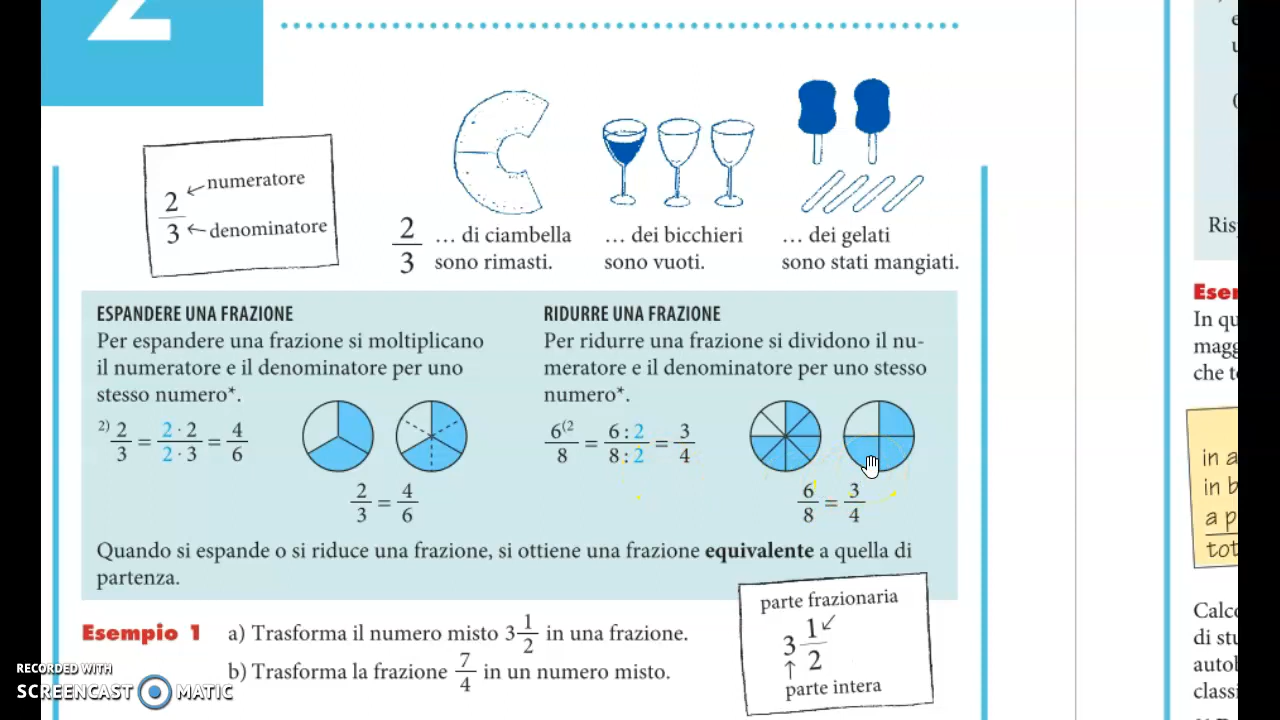 2
numeratore
2
3
denominatore
2
3
… di ciambella
sono rimasti.
… dei bicchieri
sono vuoti.
… dei gelati
sono stati mangiati.
ESPANDERE UNA FRAZIONE
Per espandere una frazione si moltiplicano
il numeratore e il denominatore per uno
stesso numero*.
2) 2/3 = 2 · 2/2 · 3 = 4/6
2/3 = 4/6
RIDURRE UNA FRAZIONE
Per ridurre una frazione si dividono il nu-
meratore e il denominatore per uno stesso
numero*.
6(2/8 = 6 : 2/8 : 2 = 3/4
6/8 = 3/4
Quando si espande o si riduce una frazione, si ottiene una frazione equivalente a quella di
partenza.
Esempio 1 a) Trasforma il numero misto 3 1/2 in una frazione.
b) Trasforma la frazione 7/4 in un numero misto.
parte frazionaria
3 1/2
parte intera
Ris
Eser
In qu
magg
che t
in a
in b
a p
tot
Calco
di stu
autob
classi
RECORDED WITH
SCREENCAST MATIC